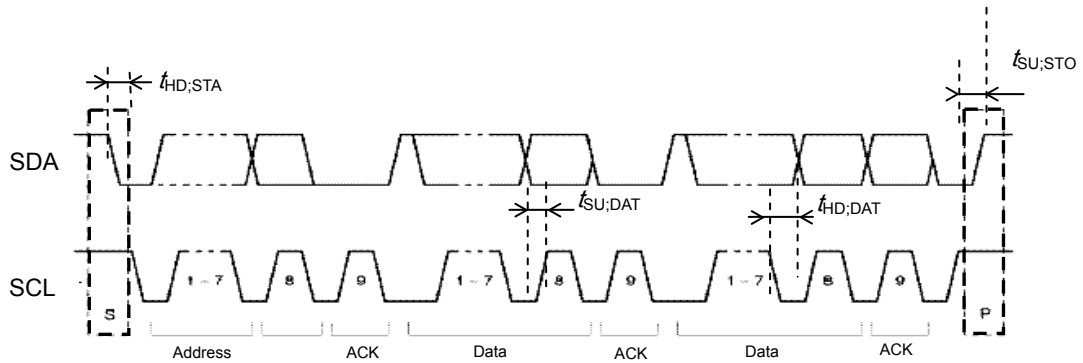 tSU;STO
tHD;STA
SDA
tSU;DAT
tHD;DAT
SCL
1 ~ 7 8 9 1 ~ 7 8 9 1 ~ 7 8 9
S P
Address ACK Data ACK Data ACK